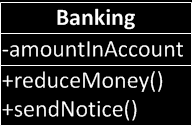 Banking
-amountInAccount
+reduceMoney()
+sendNotice()